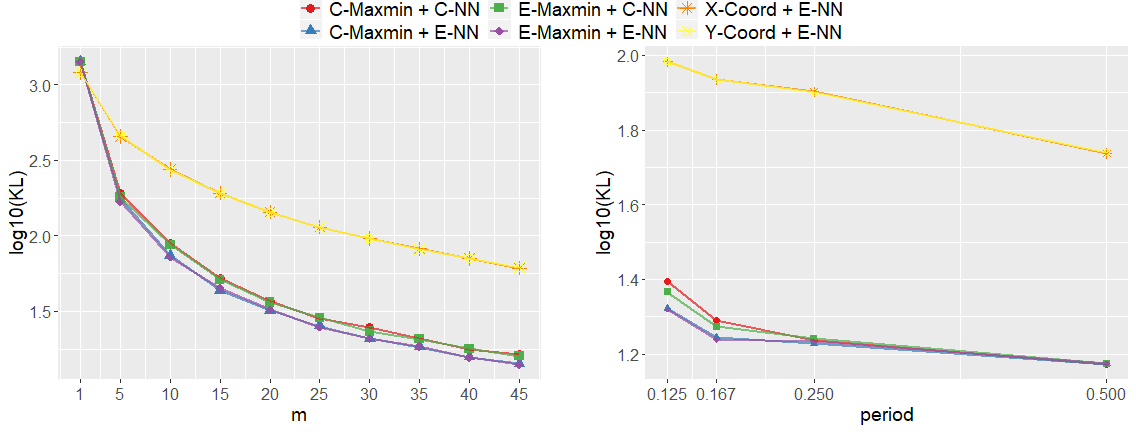 C-Maxmin + C-NN E-Maxmin + C-NN X-Coord + E-NN
C-Maxmin + E-NN E-Maxmin + E-NN Y-Coord + E-NN
log10(KL)
3.0
2.5
2.0
1.5
1 5 10 15 20 25 30 35 40 45
m
log10(KL)
2.0
1.8
1.6
1.4
1.2
0.125 0.167 0.250 0.500
period